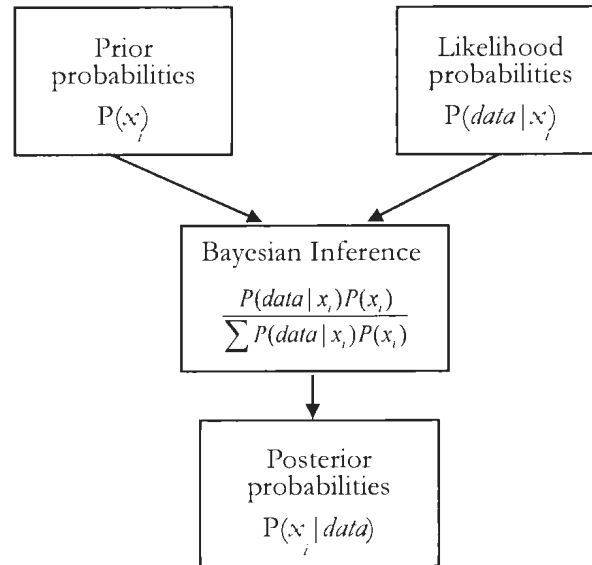 Prior
probabilities
P(x_i)
Likelihood
probabilities
P(data | x_i)
Bayesian Inference
P(data | x_i)P(x_i)
∑ P(data | x_i)P(x_i)
Posterior
probabilities
P(x_i | data)